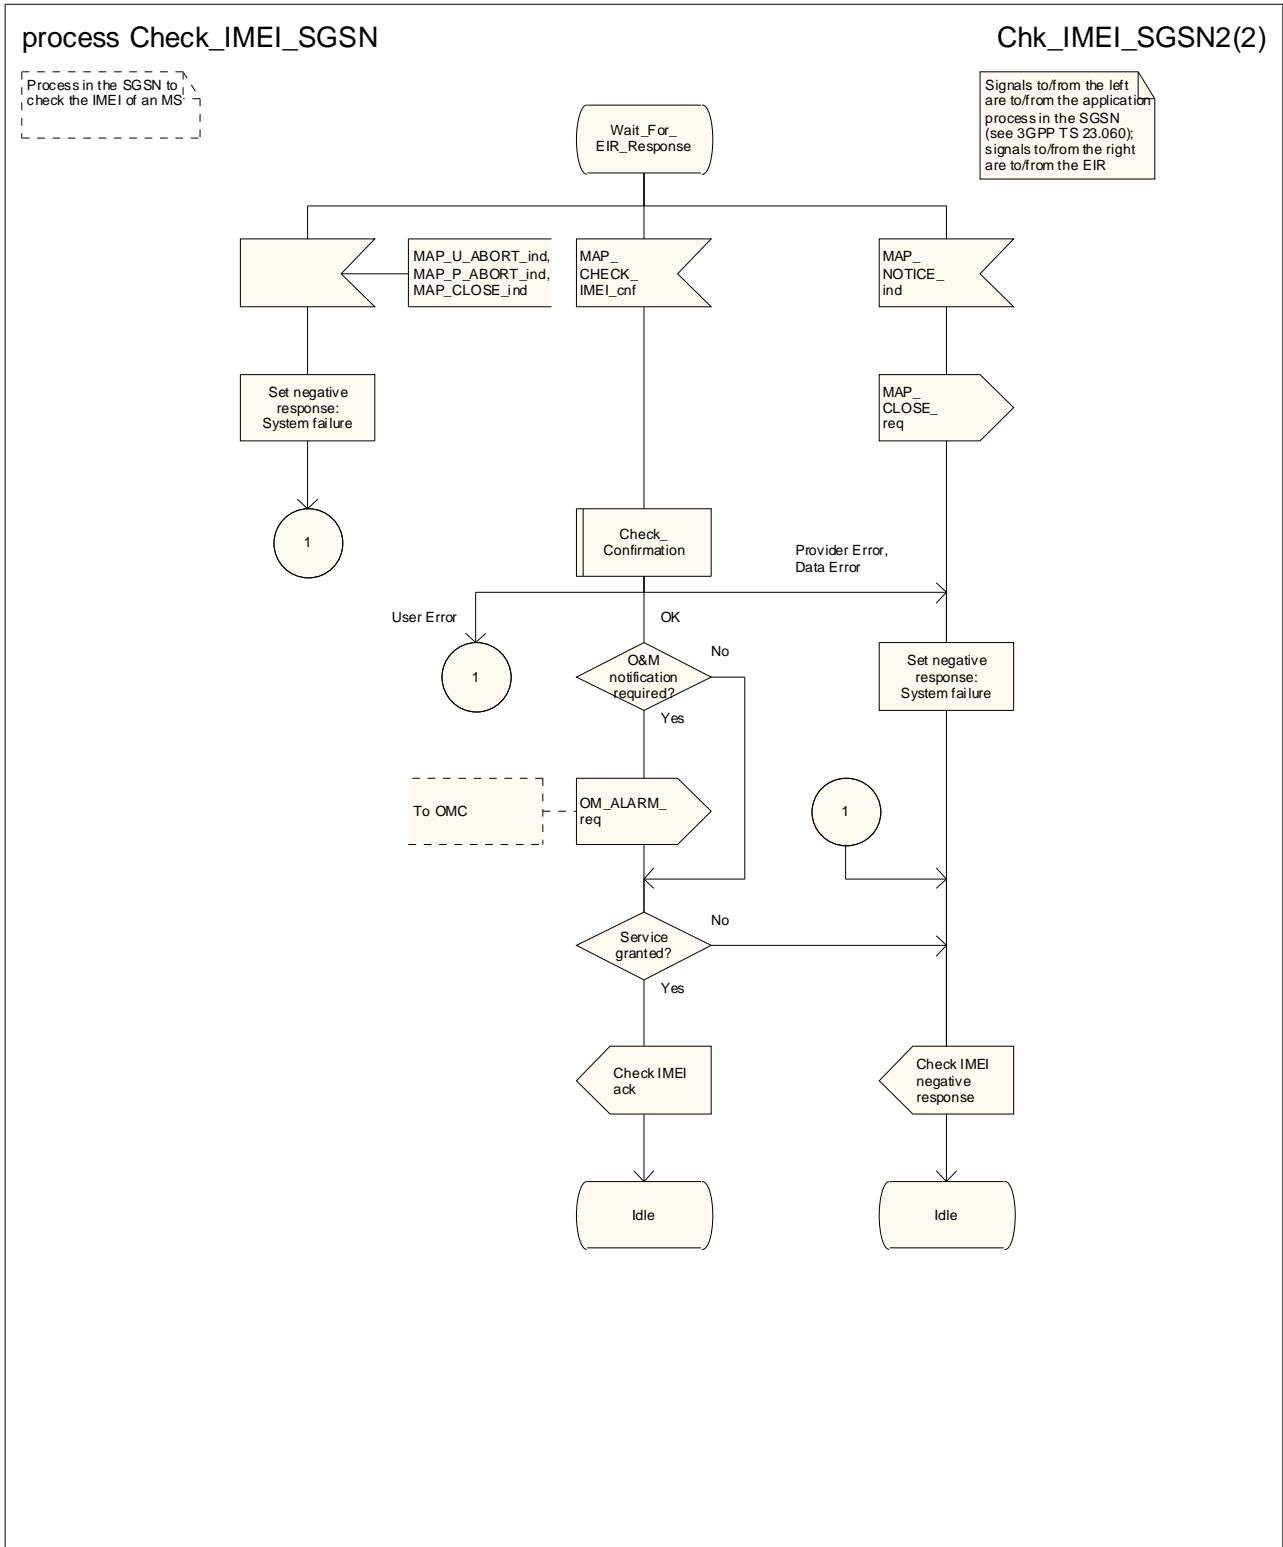 process Check_IMEI_SGSN
Chk_IMEI_SGSN2(2)
Process in the SGSN to
check the IMEI of an MS
Signals to/from the left
are to/from the application
process in the SGSN
(see 3GPP TS 23.060);
signals to/from the right
are to/from the EIR
Wait_For_
EIR_Response
MAP_U_ABORT_ind,
MAP_P_ABORT_ind,
MAP_CLOSE_ind
MAP_
CHECK_
IMEI_cnf
MAP_
NOTICE_
ind
Set negative
response:
System failure
MAP_
CLOSE_
req
1
Check_
Confirmation
Provider Error,
Data Error
User Error
OK
1
O&M
notification
required?
No
Yes
Set negative
response:
System failure
To OMC
OM_ALARM_
req
1
Service
granted?
No
Yes
Check IMEI
ack
Check IMEI
negative
response
Idle
Idle